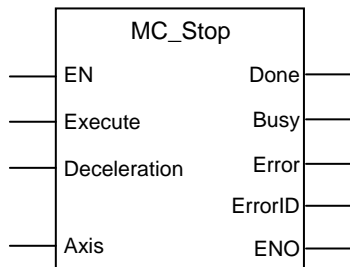 MC_Stop
EN Done
Execute Busy
Deceleration Error
ErrorID
Axis ENO